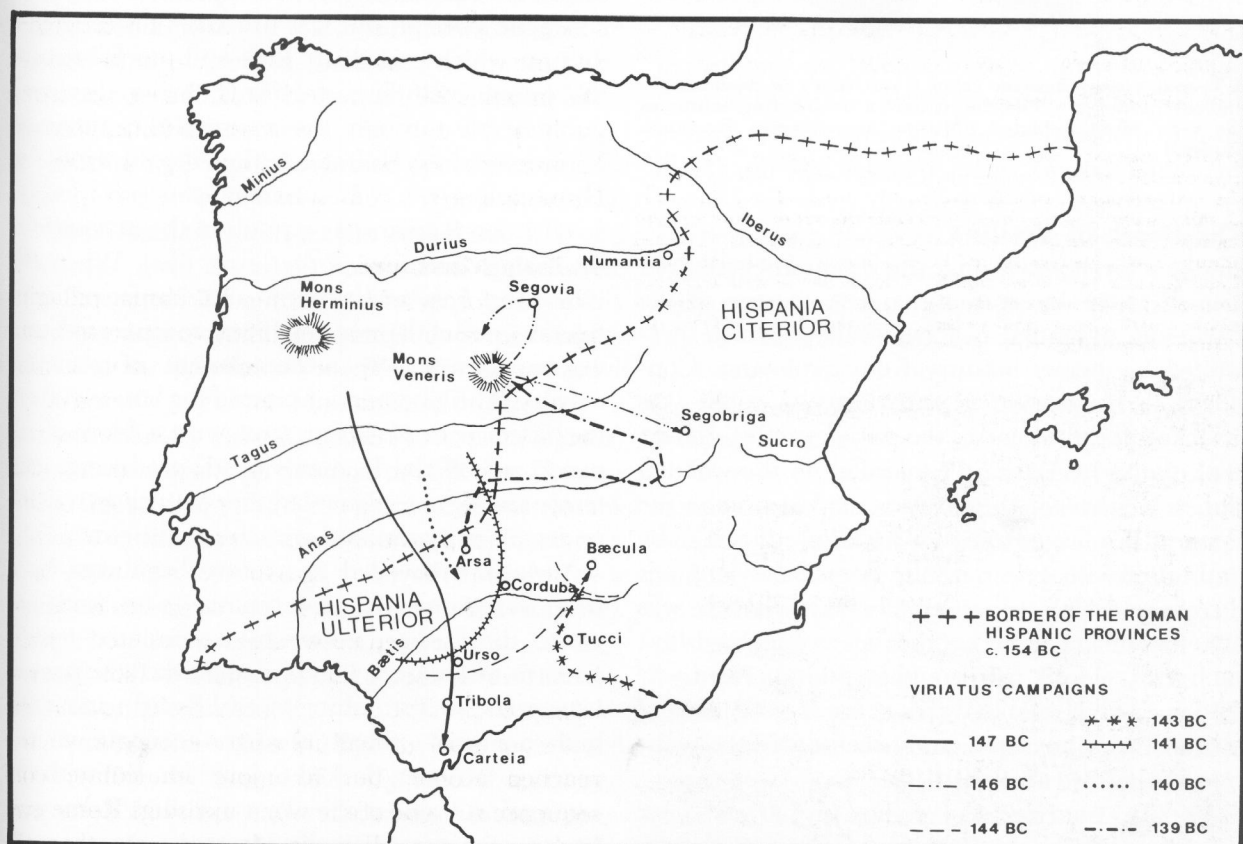 Minius
Durius
Iberus
Numantia
Mons
Herminius
Segovia
HISPANIA
CITERIOR
Mons
Veneris
Segobriga
Sucro
Tagus
Anas
Arsa
Bæcula
Corduba
HISPANIA
ULTERIOR
Tucci
Bætis
Urso
Tribola
Carteia
BORDER OF THE ROMAN
HISPANIC PROVINCES
c. 154 BC
VIRIATUS' CAMPAIGNS
147 BC
146 BC
144 BC
143 BC
141 BC
140 BC
139 BC